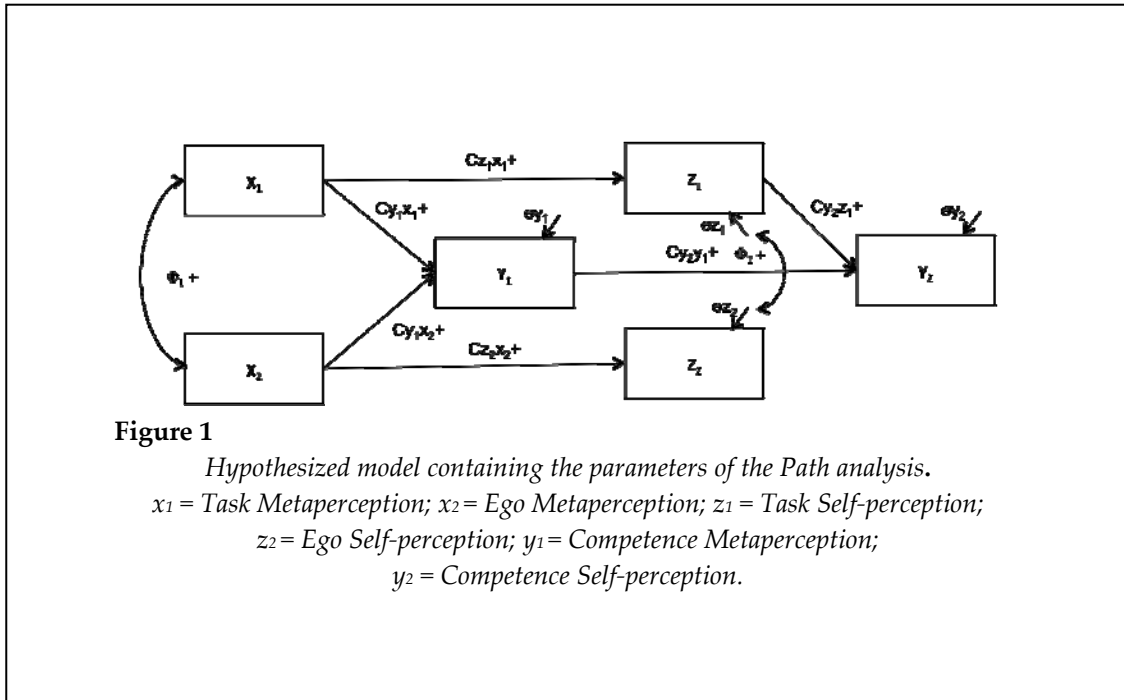 Cz₁x₁+
X₁
Z₁
Cy₁x₁+
Cy₂z₁+
ey₁
ez₁
ey₂
Φ₁ +
Y₁
Cy₂y₁+
Φ₂ +
Y₂
Cy₁x₂+
ez₂
Cz₂x₂+
X₂
Z₂
Figure 1
Hypothesized model containing the parameters of the Path analysis.
x₁ = Task Metaperception; x₂ = Ego Metaperception; z₁ = Task Self-perception;
z₂ = Ego Self-perception; y₁ = Competence Metaperception;
y₂ = Competence Self-perception.